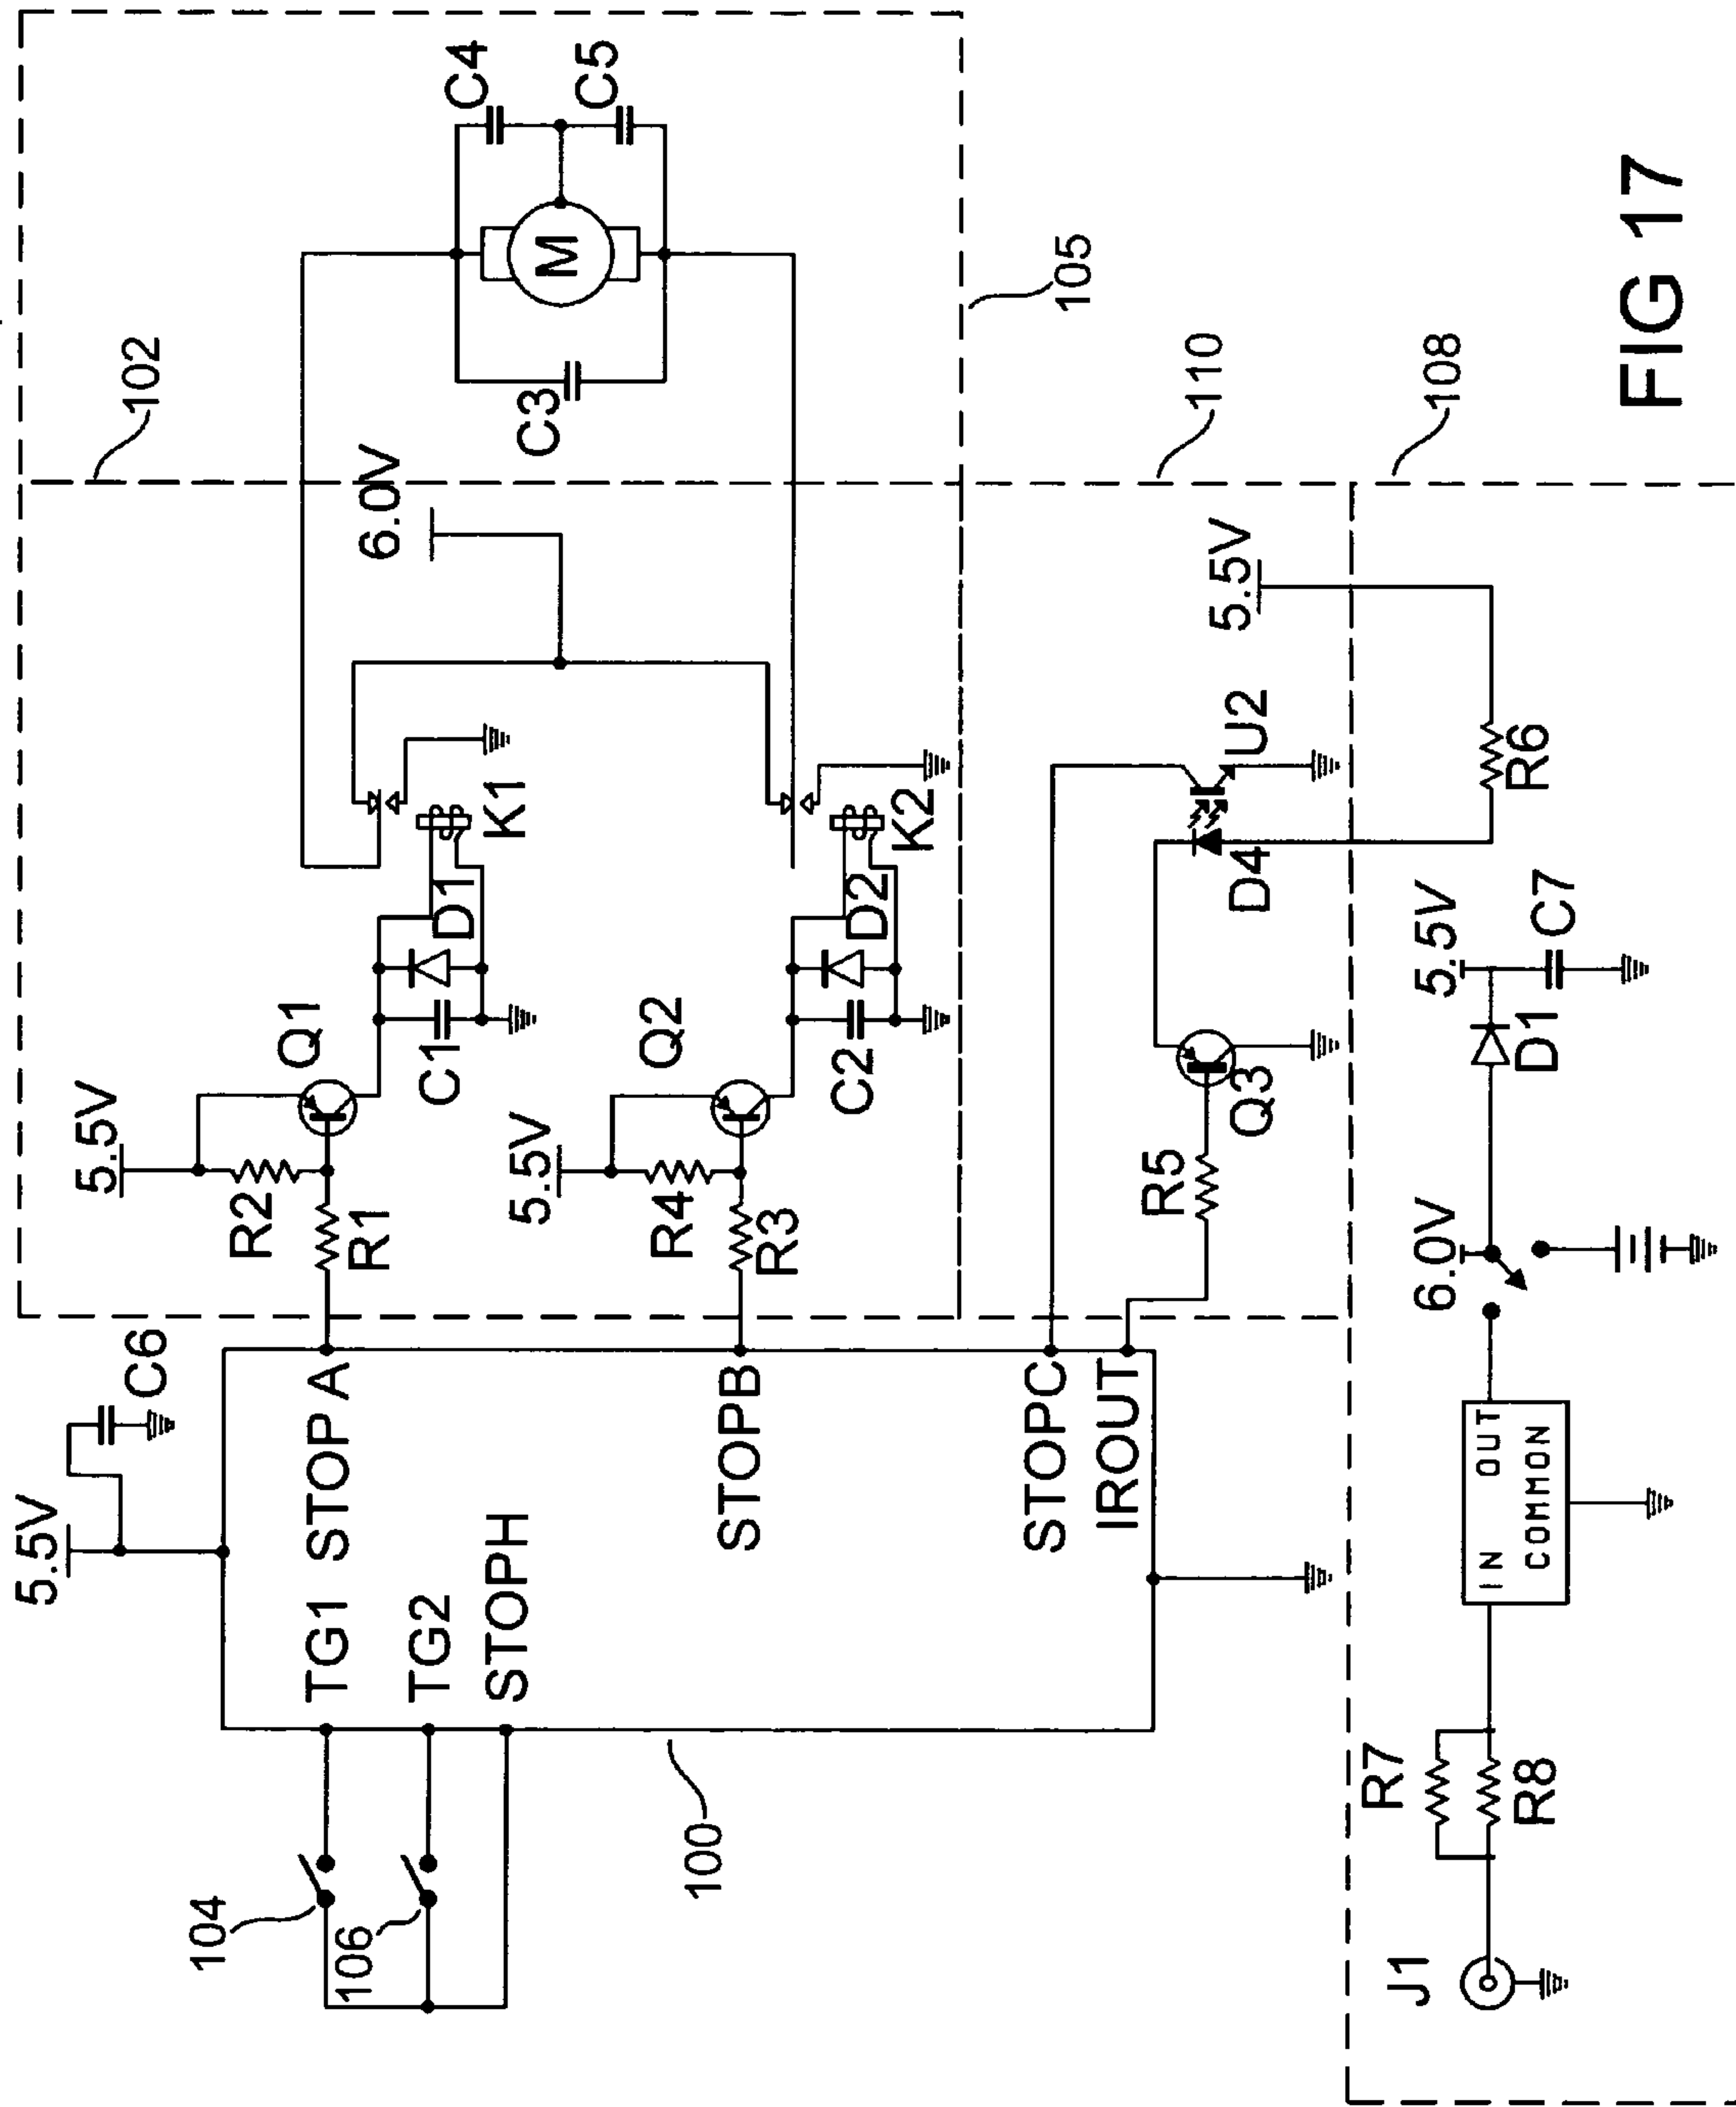 5.5V
C6
5.5V
102
104
R2
Q1
TG1 STOP A
106
R1
6.0V
TG2
C1
D1
C4
STOPH
K1
5.5V
C3
M
C5
R4
Q2
100
STOPB
R3
C2
D2
K2
STOPC
105
IROUT
R5
Q3
D4
U2
5.5V
110
R7
J1
6.0V
5.5V
108
IN OUT
COMMON
R8
D1
C7
R6
FIG 17